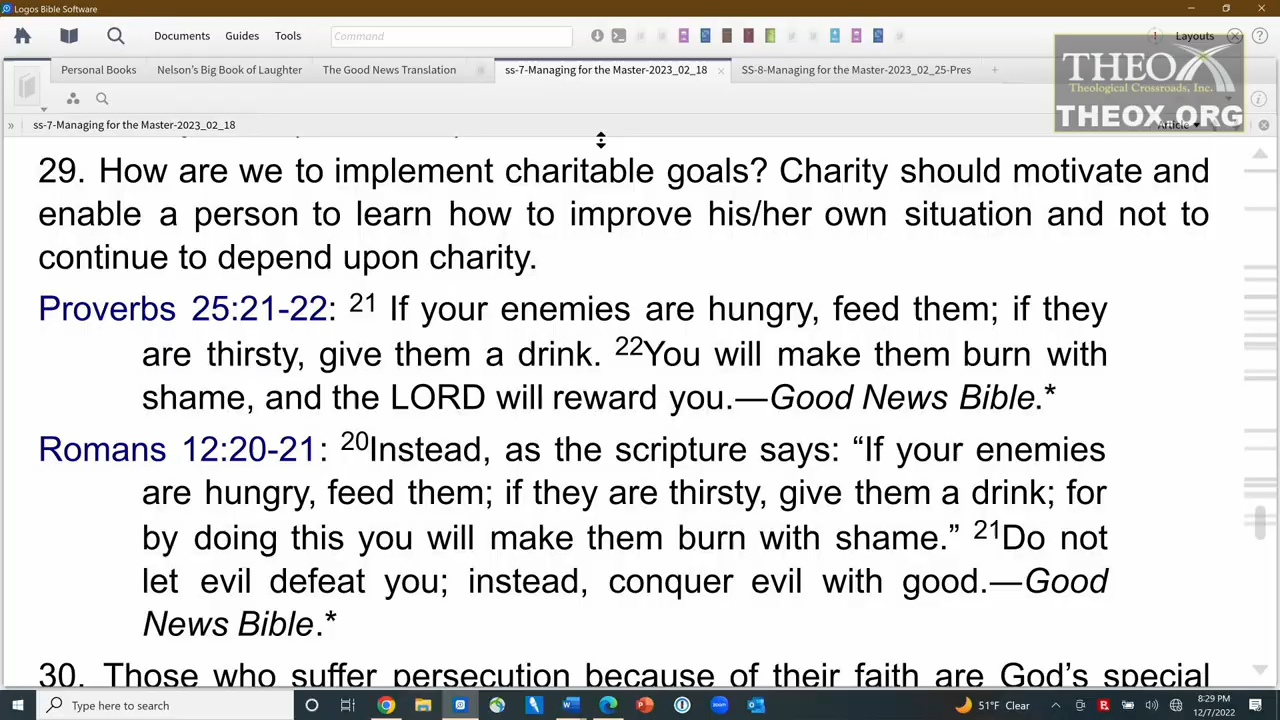 Logos Bible Software
Documents Guides Tools Command Layouts
Personal Books Nelson's Big Book of Laughter The Good News Translation ss-7-Managing for the Master-2023_02_18 SS-8-Managing for the Master-2023_02_25-Pres
THEOX
Theological Crossroads, Inc.
THEOX.ORG
ss-7-Managing for the Master-2023_02_18 Article
29. How are we to implement charitable goals? Charity should motivate and
enable a person to learn how to improve his/her own situation and not to
continue to depend upon charity.
Proverbs 25:21-22: 21 If your enemies are hungry, feed them; if they
are thirsty, give them a drink. 22You will make them burn with
shame, and the LORD will reward you.—Good News Bible.*
Romans 12:20-21: 20Instead, as the scripture says: “If your enemies
are hungry, feed them; if they are thirsty, give them a drink; for
by doing this you will make them burn with shame.” 21Do not
let evil defeat you; instead, conquer evil with good.—Good
News Bible.*
30. Those who suffer persecution because of their faith are God's special
Type here to search 51°F Clear 8:29 PM
12/7/2022